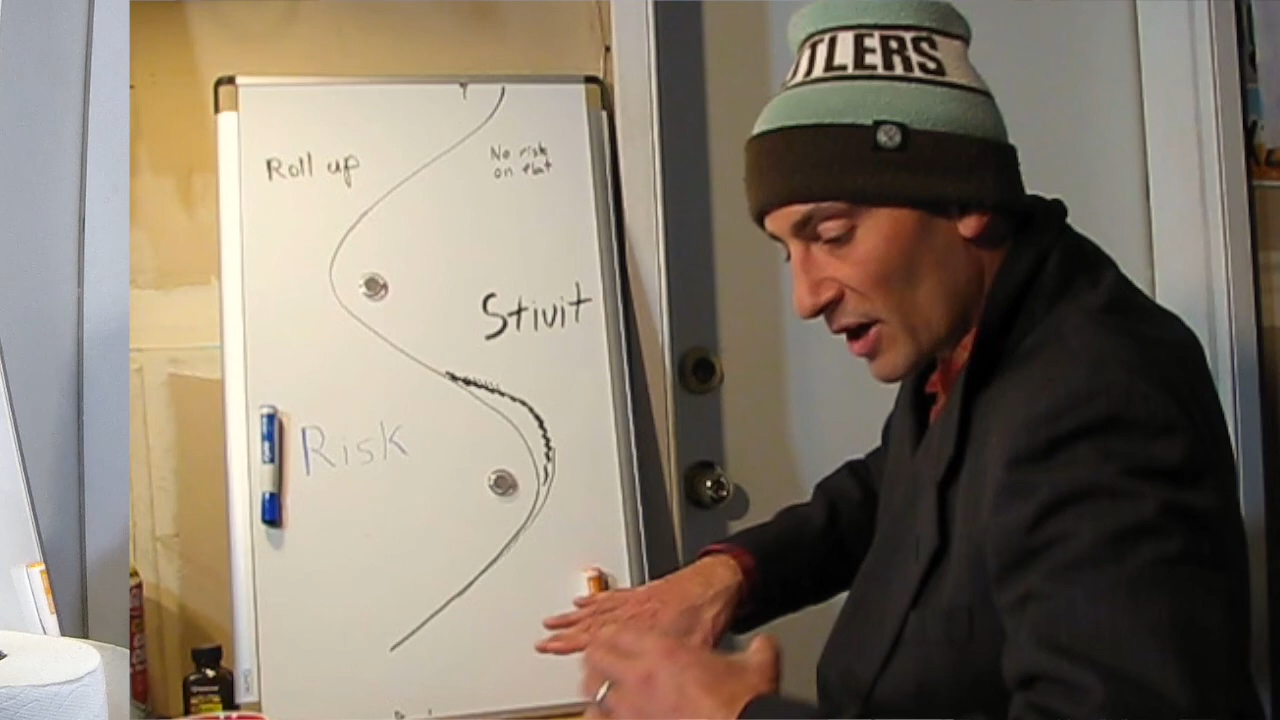 TLERS
Roll up
No risk
on that
Stivit
Risk